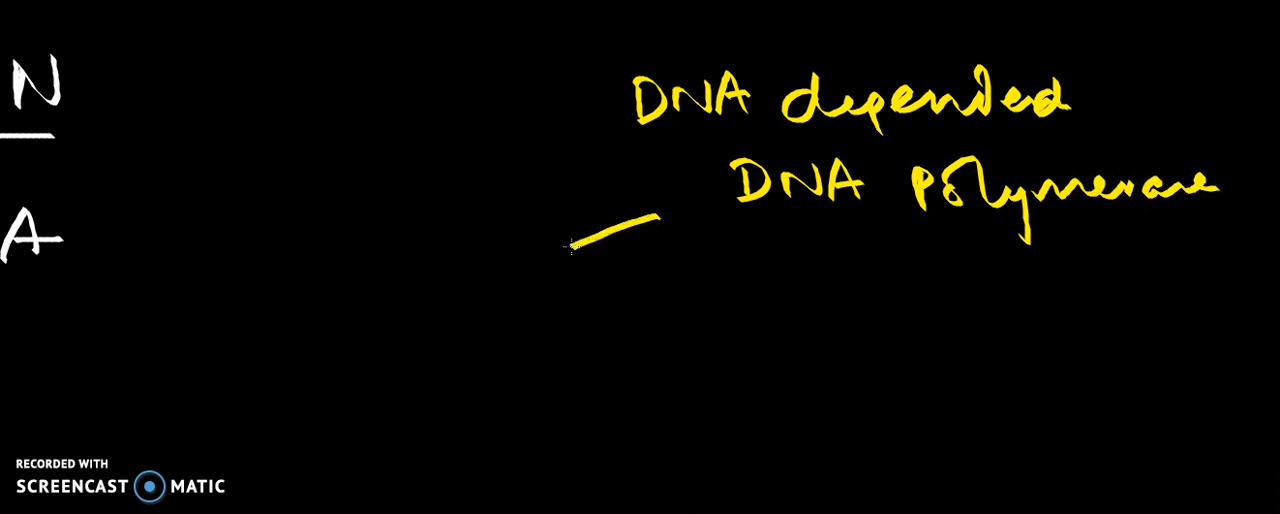 N
DNA depended
DNA polymerase
A
RECORDED WITH
SCREENCAST MATIC